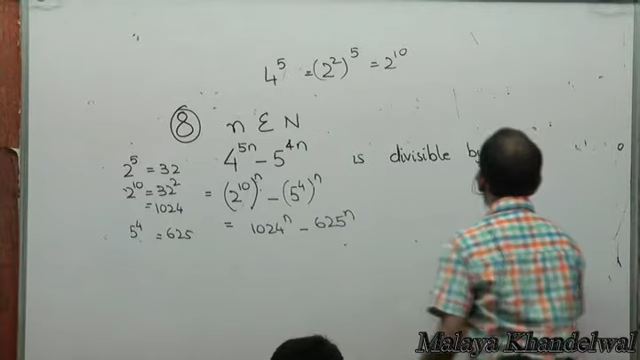 4^5 = (2^2)^5 = 2^10
⑧ n ∈ N
2^5 = 32
4^5n − 5^4n is divisible by
2^10 = 32^2
= (2^10)^n − (5^4)^n
= 1024
5^4 = 625
= 1024^n − 625^n
Malaya Khandelwal